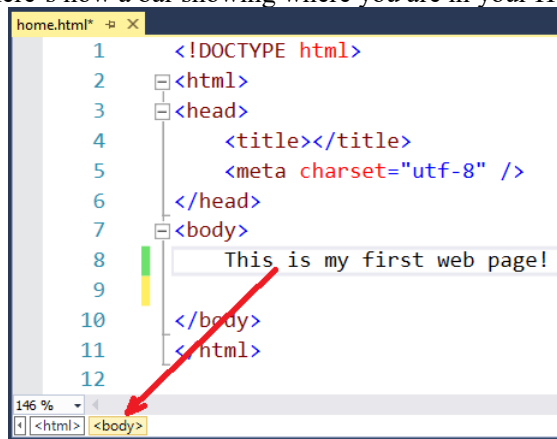 home.html*
1 <!DOCTYPE html>
2 <html>
3 <head>
4 <title></title>
5 <meta charset="utf-8" />
6 </head>
7 <body>
8 This is my first web page!
9
10 </body>
11 </html>
12
146 %
<html> <body>